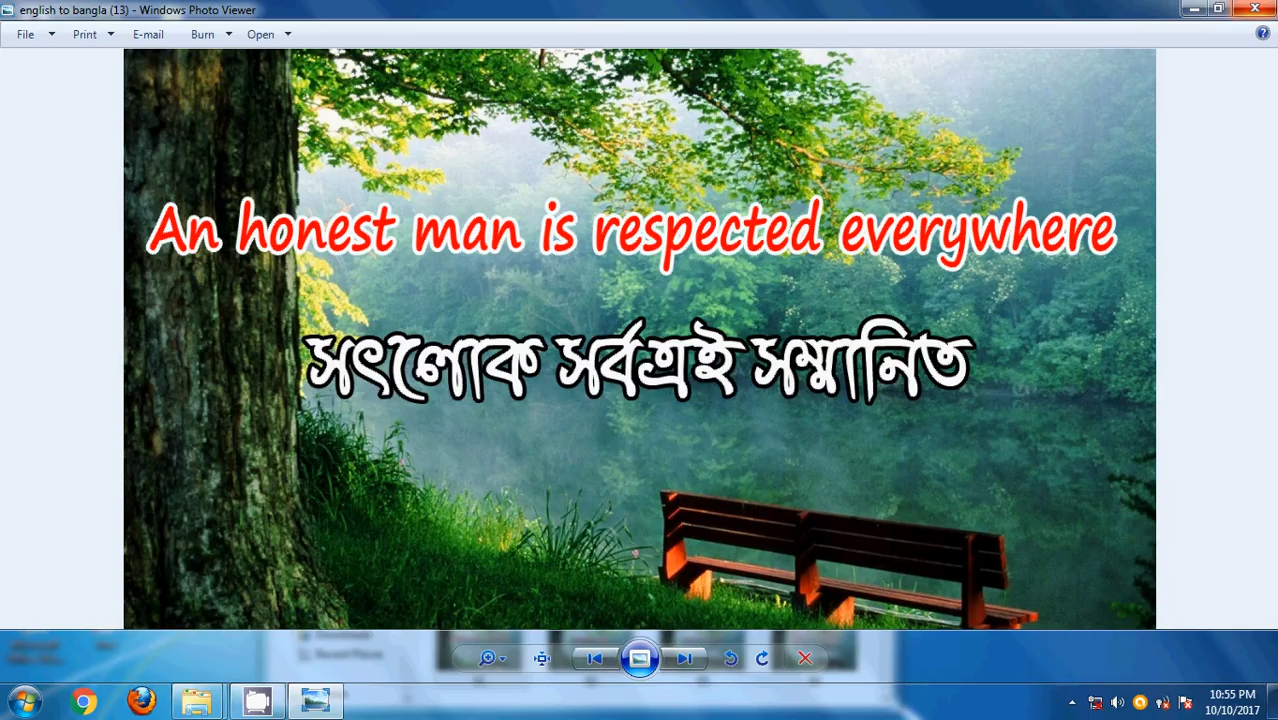 english to bangla (13) - Windows Photo Viewer
File Print E-mail Burn Open
An honest man is respected everywhere
সৎলোক সর্বত্রই সম্মানিত
10:55 PM
10/10/2017